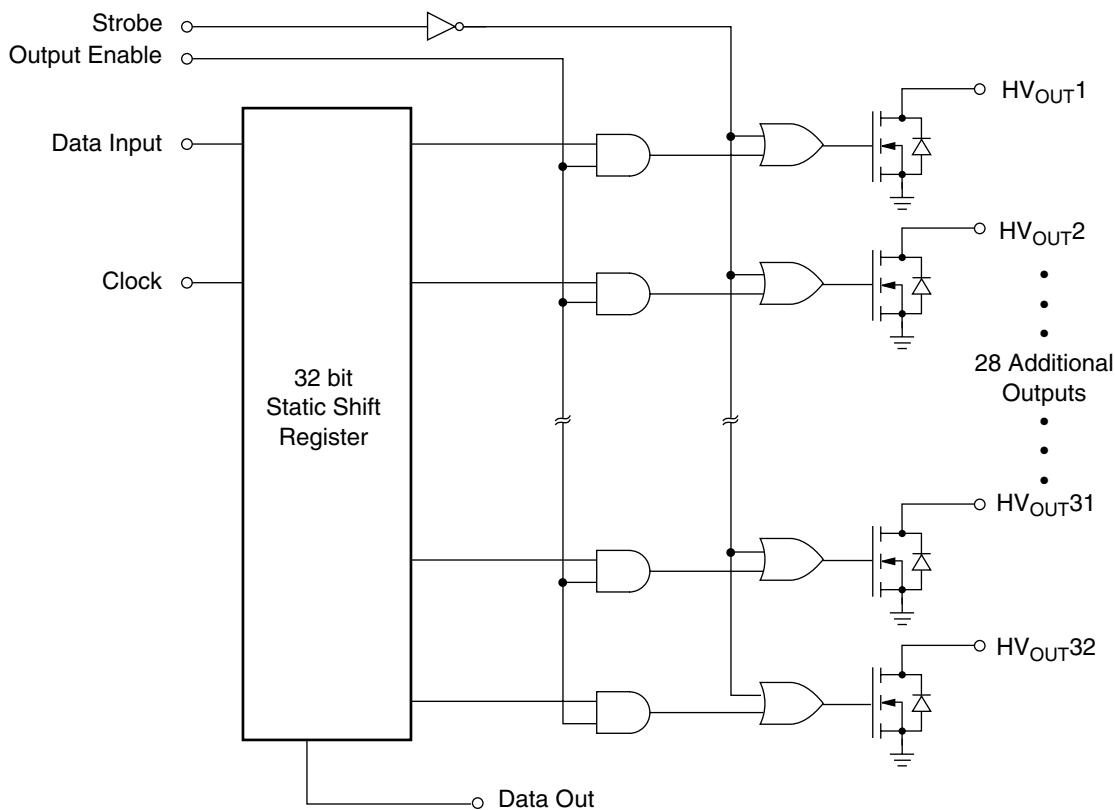 Strobe
Output Enable
HVOUT1
Data Input
HVOUT2
Clock
28 Additional
Outputs
32 bit
Static Shift
Register
HVOUT31
HVOUT32
Data Out